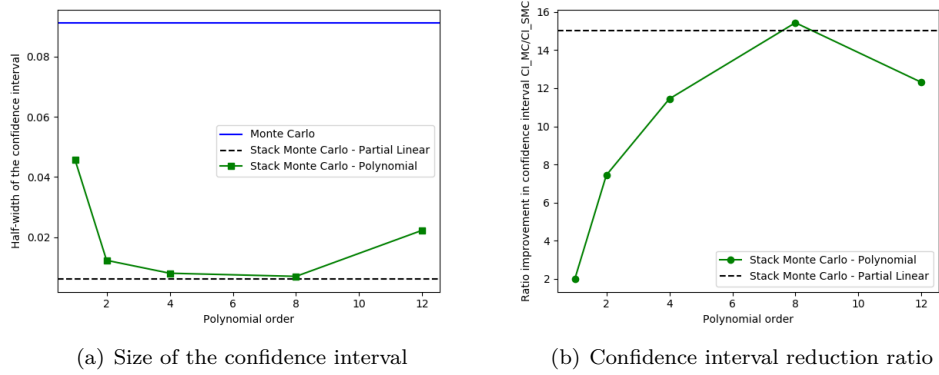 0.08
0.06
0.04
0.02
2
4
6
8
10
12
Half-width of the confidence interval
Polynomial order
Monte Carlo
Stack Monte Carlo - Partial Linear
Stack Monte Carlo - Polynomial
(a) Size of the confidence interval
16
14
12
10
8
6
4
2
2
4
6
8
10
12
Ratio improvement in confidence interval CI_MC/CI_SMC
Polynomial order
Stack Monte Carlo - Polynomial
Stack Monte Carlo - Partial Linear
(b) Confidence interval reduction ratio